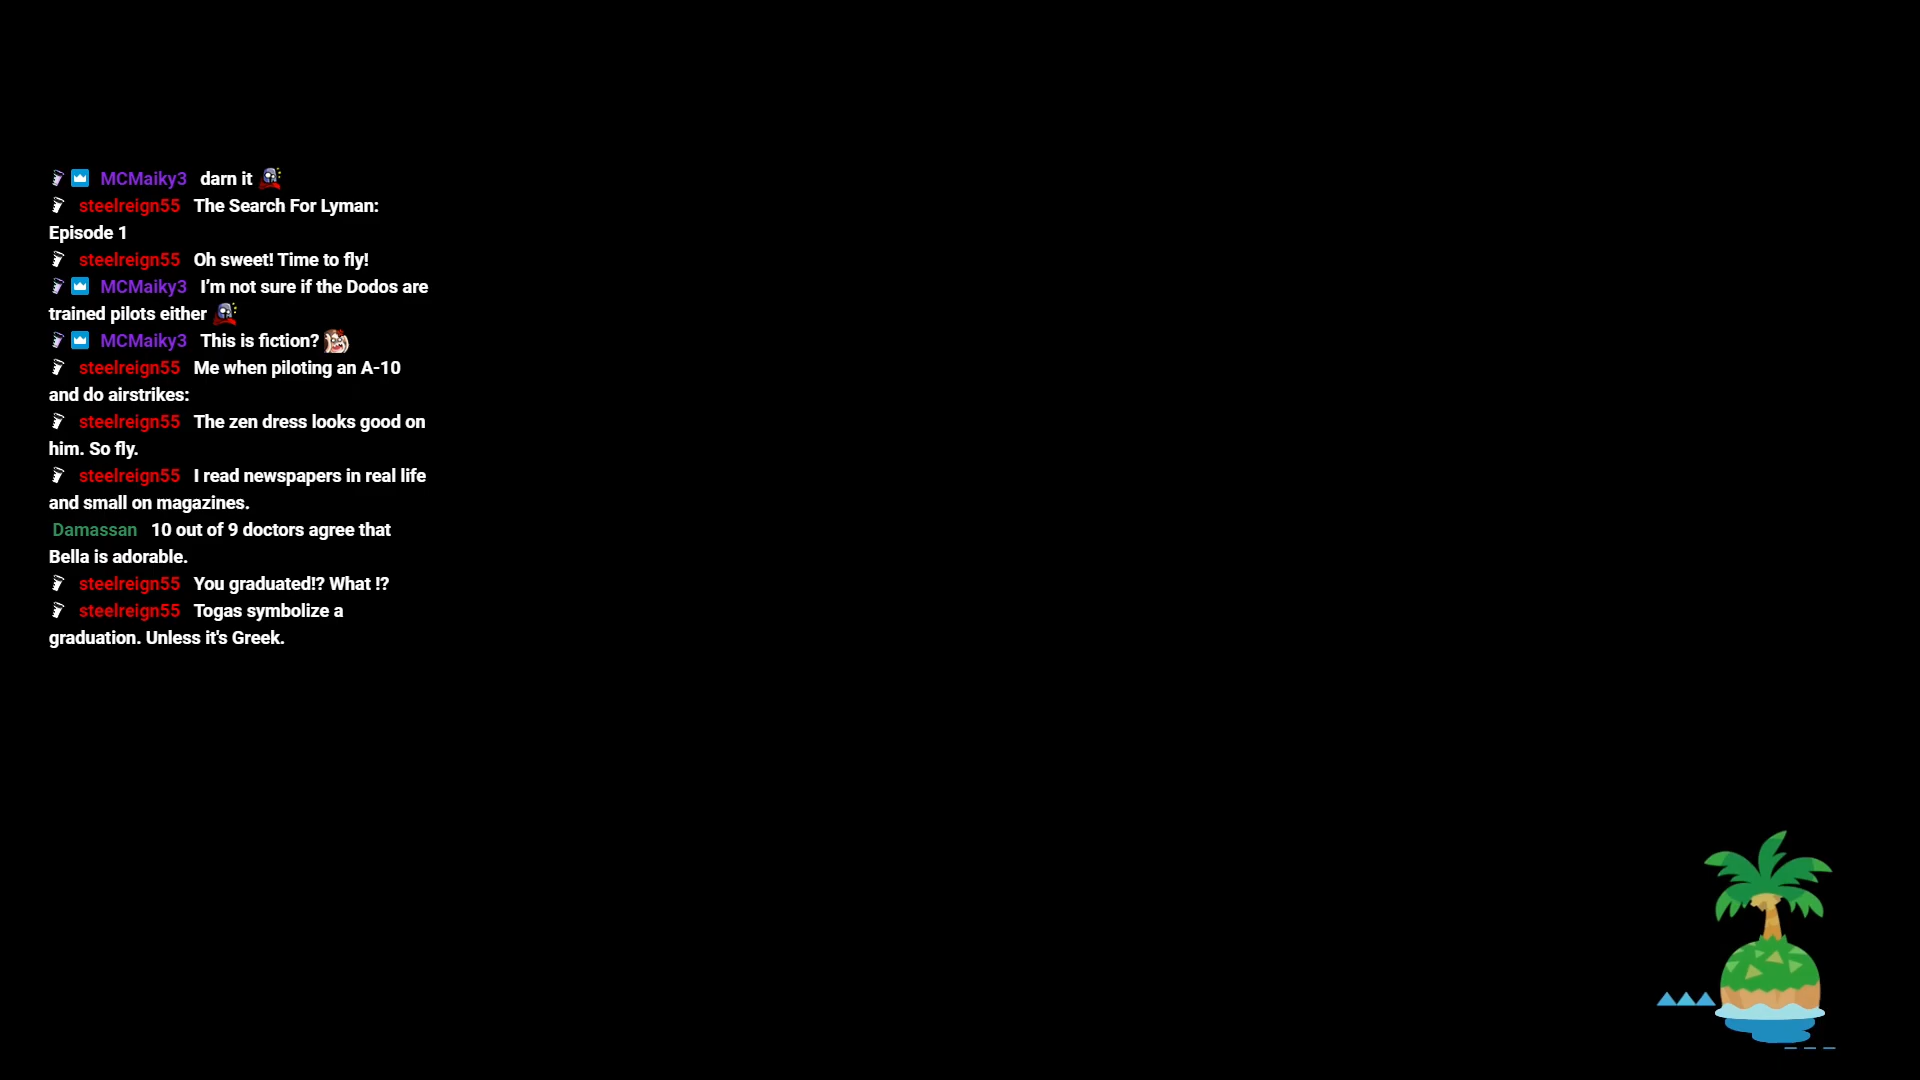 MCMaiky3 darn it
steelreign55 The Search For Lyman:
Episode 1
steelreign55 Oh sweet! Time to fly!
MCMaiky3 I'm not sure if the Dodos are
trained pilots either
MCMaiky3 This is fiction?
steelreign55 Me when piloting an A-10
and do airstrikes:
steelreign55 The zen dress looks good on
him. So fly.
steelreign55 I read newspapers in real life
and small on magazines.
Damassan 10 out of 9 doctors agree that
Bella is adorable.
steelreign55 You graduated!? What !?
steelreign55 Togas symbolize a
graduation. Unless it's Greek.